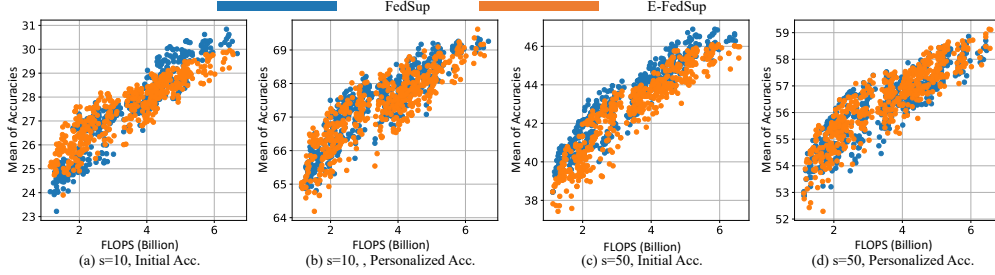 FedSup E-FedSup
Mean of Accuracies
31
30
29
28
27
26
25
24
23
2 4 6
FLOPS (Billion)
(a) s=10, Initial Acc.
Mean of Accuracies
69
68
67
66
65
64
2 4 6
FLOPS (Billion)
(b) s=10, , Personalized Acc.
Mean of Accuracies
46
44
42
40
38
2 4 6
FLOPS (Billion)
(c) s=50, Initial Acc.
Mean of Accuracies
59
58
57
56
55
54
53
52
2 4 6
FLOPS (Billion)
(d) s=50, Personalized Acc.